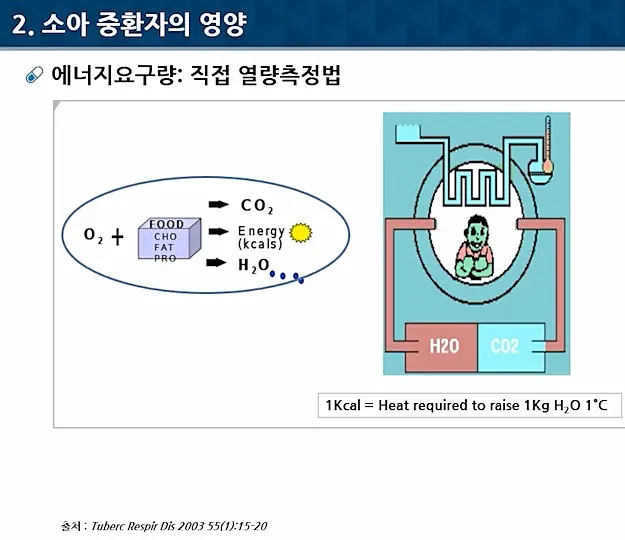 2. 소아 중환자의 영양
에너지요구량: 직접 열량측정법
O2 + FOOD
CHO
FAT
PRO
CO2
Energy
(kcals)
H2O
H2O CO2
1Kcal = Heat required to raise 1Kg H2O 1°C
출처 : Tuberc Respir Dis 2003 55(1):15-20